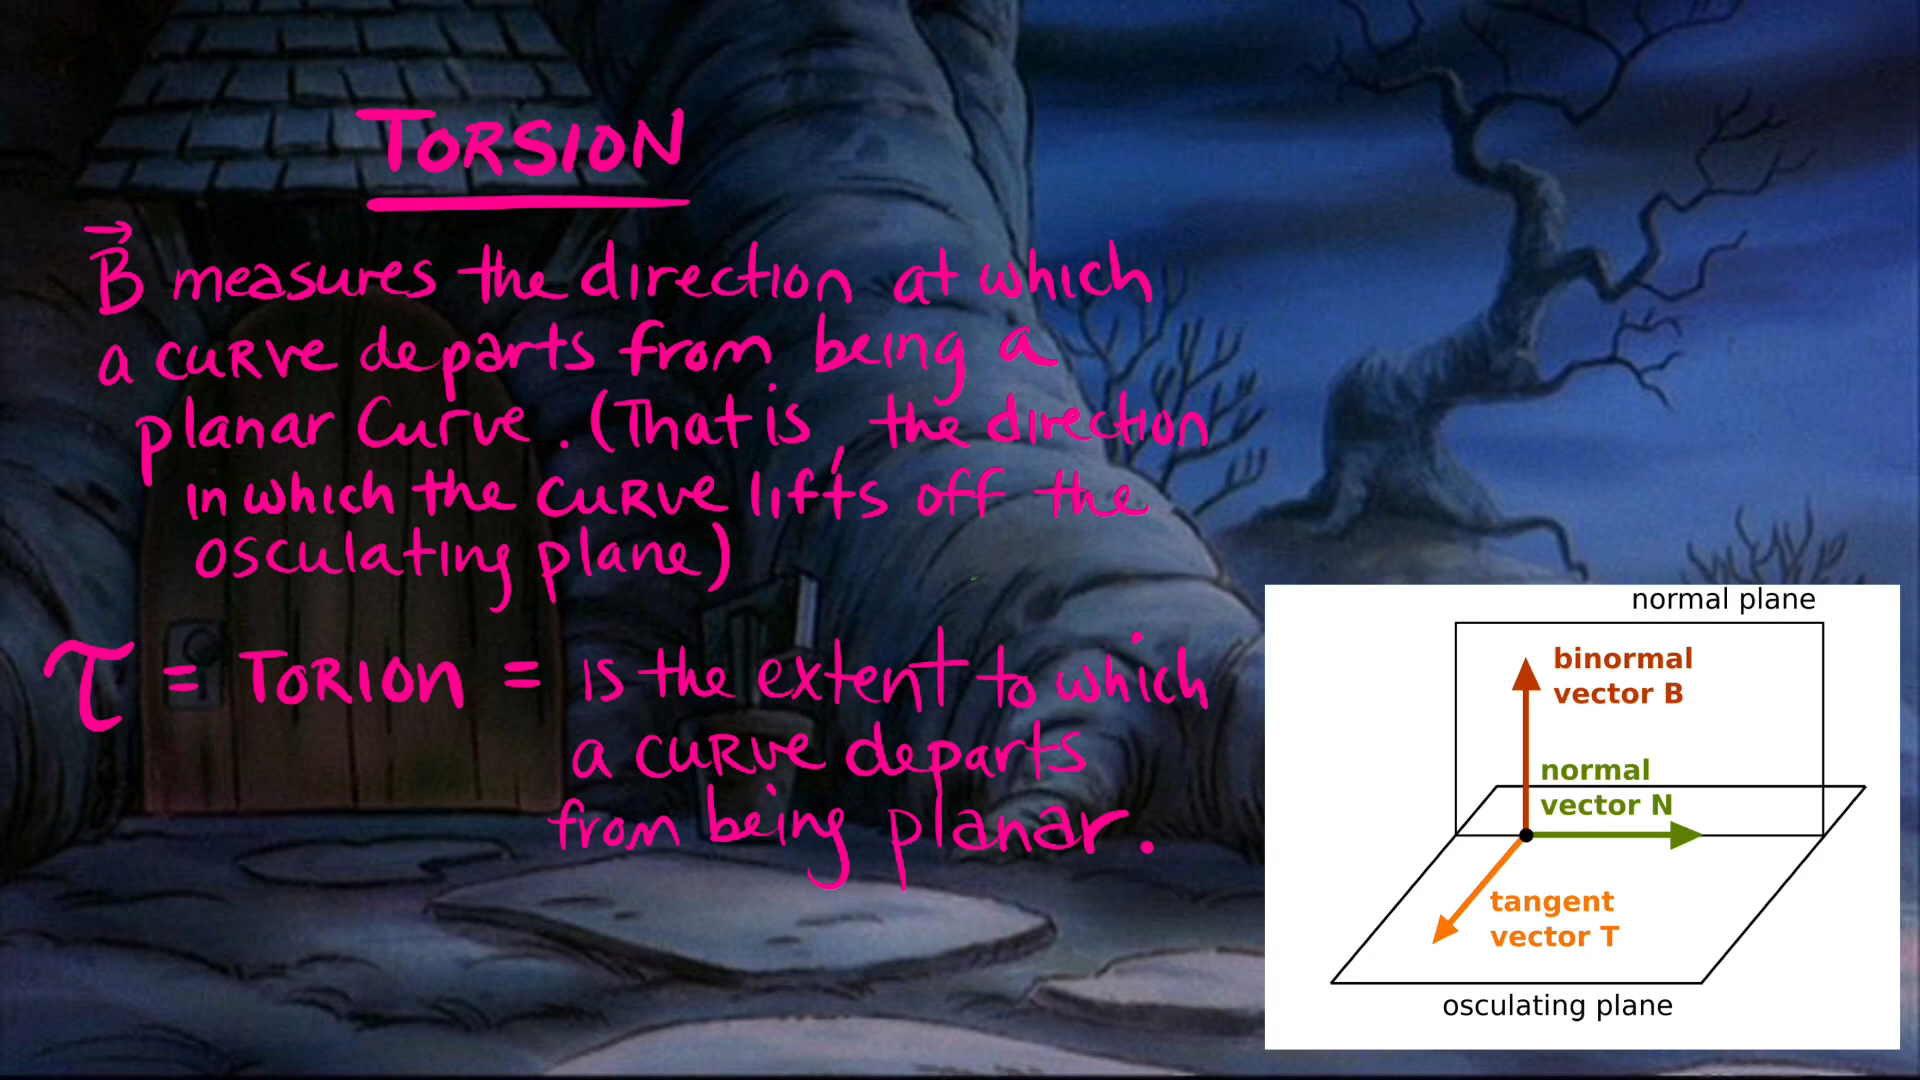 TORSION
B measures the direction at which
a curve departs from being a
planar Curve. (That is, the direction
in which the curve lifts off the
osculating plane)
τ = TORION = is the extent to which
a curve departs
from being planar.
normal plane
binormal
vector B
normal
vector N
tangent
vector T
osculating plane